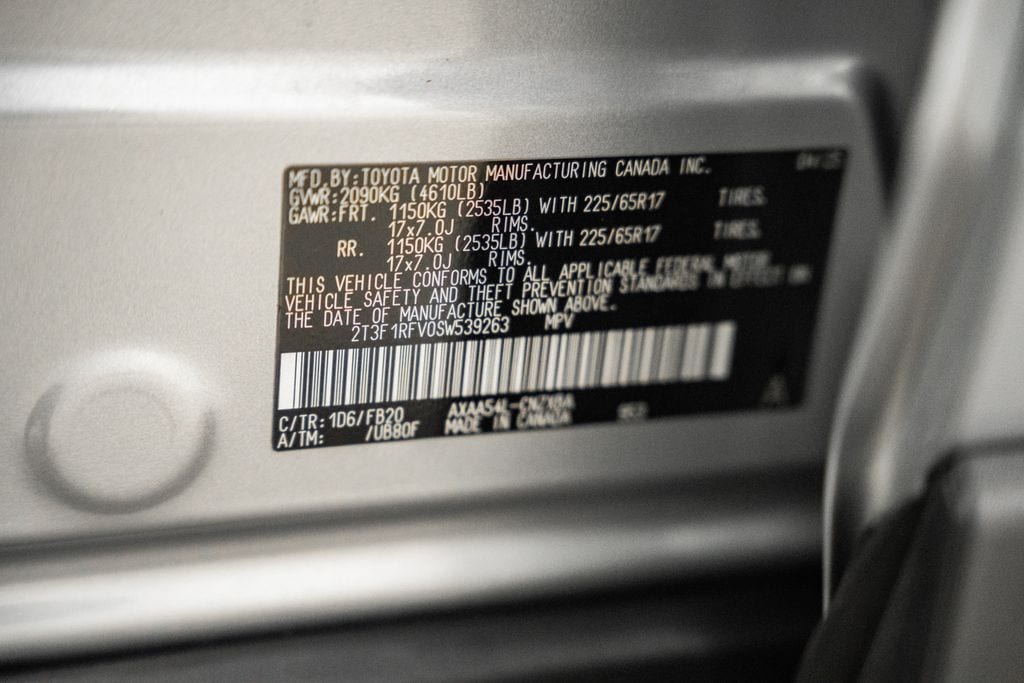 MFD. BY: TOYOTA MOTOR MANUFACTURING CANADA INC.
GVWR: 2090KG (4610LB)
GAWR: FRT. 1150KG (2535LB) WITH 225/65R17 TIRES,
17x7.0J RIMS,
RR. 1150KG (2535LB) WITH 225/65R17 TIRES,
17x7.0J RIMS.
THIS VEHICLE CONFORMS TO ALL APPLICABLE FEDERAL MOTOR
VEHICLE SAFETY AND THEFT PREVENTION STANDARDS IN EFFECT ON
THE DATE OF MANUFACTURE SHOWN ABOVE.
2T3F1RFV0SW539263 MPV
C/TR: 1D6/FB20
A/TM: /UB80F MADE IN CANADA